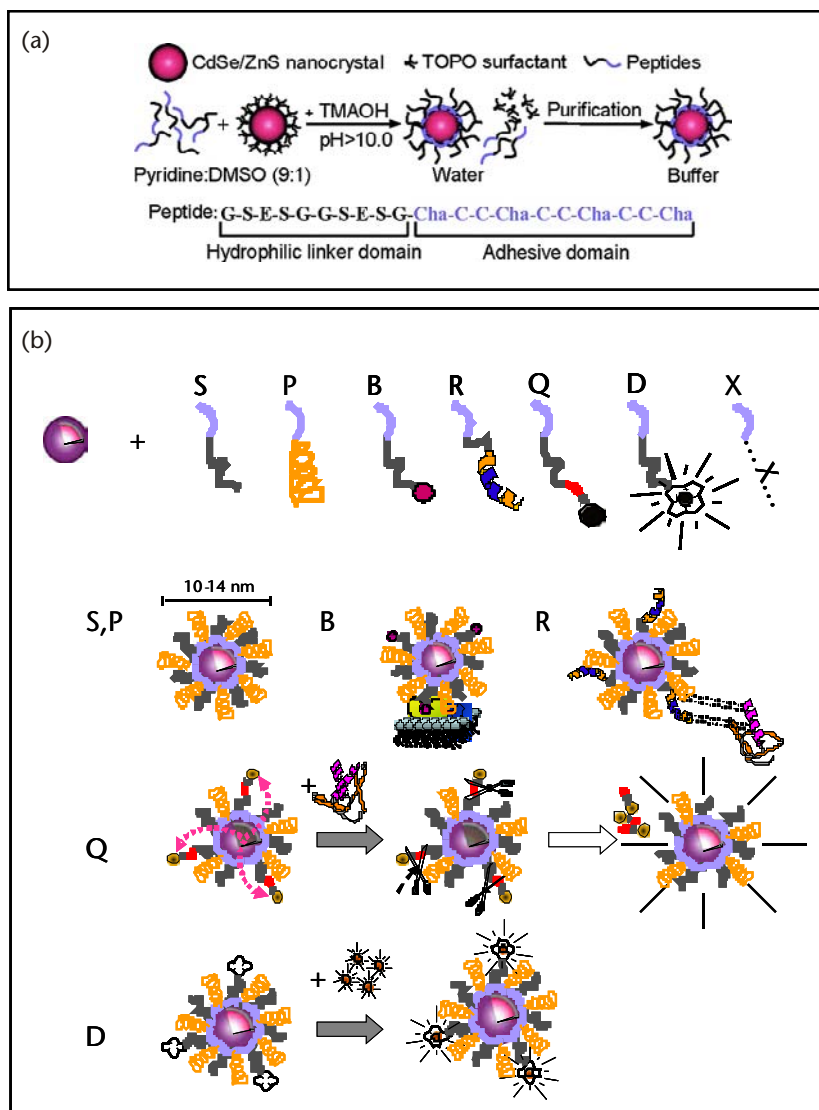 (a)
CdSe/ZnS nanocrystal TOPO surfactant Peptides
+ + TMAOH Purification
pH>10.0
Pyridine:DMSO (9:1) Water Buffer
Peptide: G-S-E-S-G-G-S-E-S-G-Cha-C-C-Cha-C-C-Cha-C-C-Cha
Hydrophilic linker domain Adhesive domain
(b)
S P B R Q D X
+
10-14 nm
S,P B R
+
Q
+
D